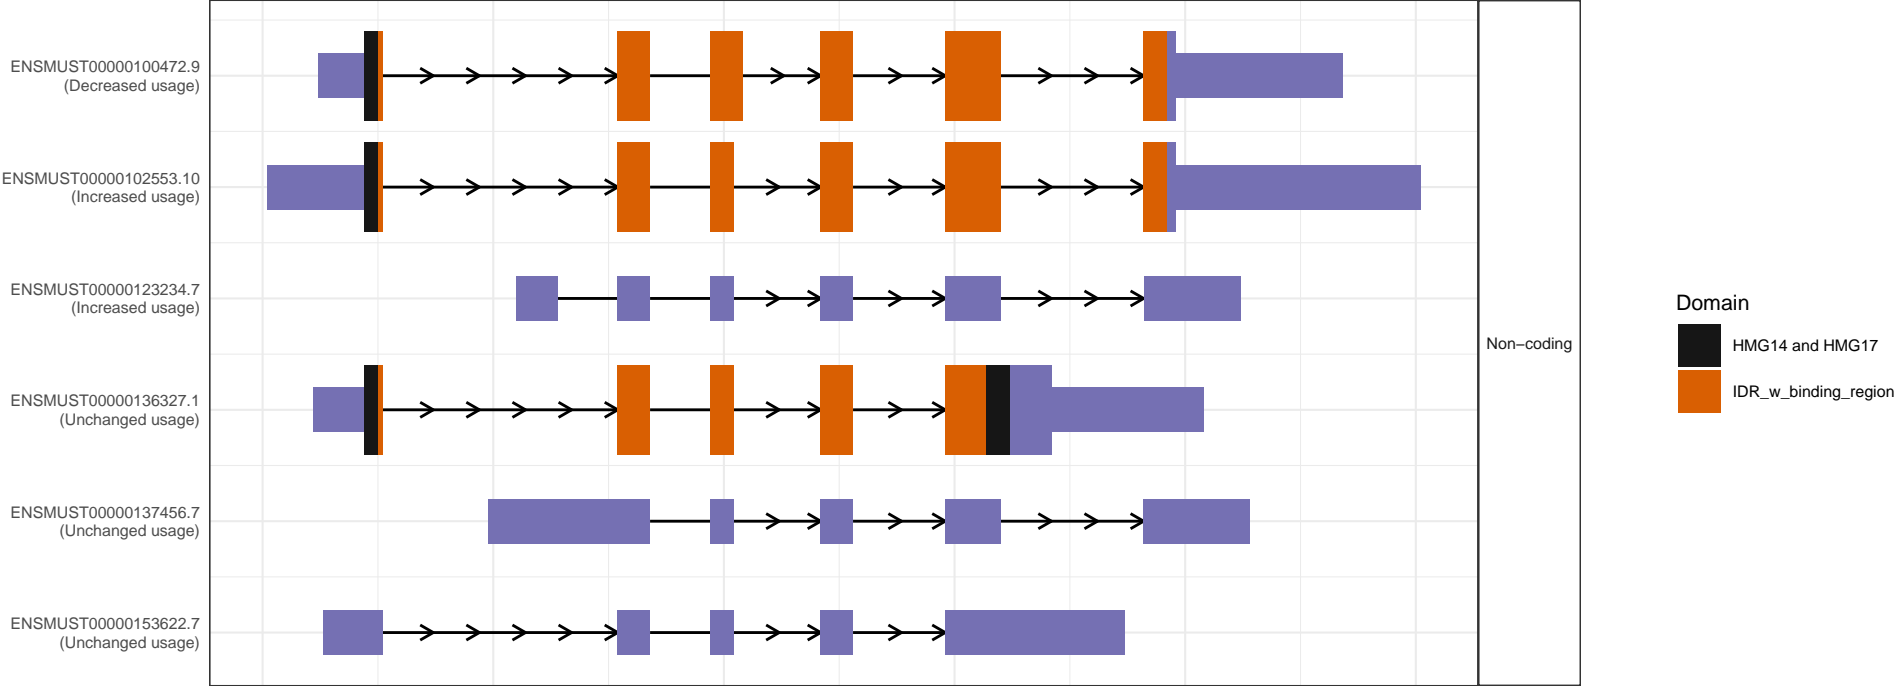 ENSMUST00000100472.9
(Decreased usage)
ENSMUST00000102553.10
(Increased usage)
ENSMUST00000123234.7
(Increased usage)
ENSMUST00000136327.1
(Unchanged usage)
ENSMUST00000137456.7
(Unchanged usage)
ENSMUST00000153622.7
(Unchanged usage)
Non−coding
Domain
HMG14 and HMG17
IDR_w_binding_region